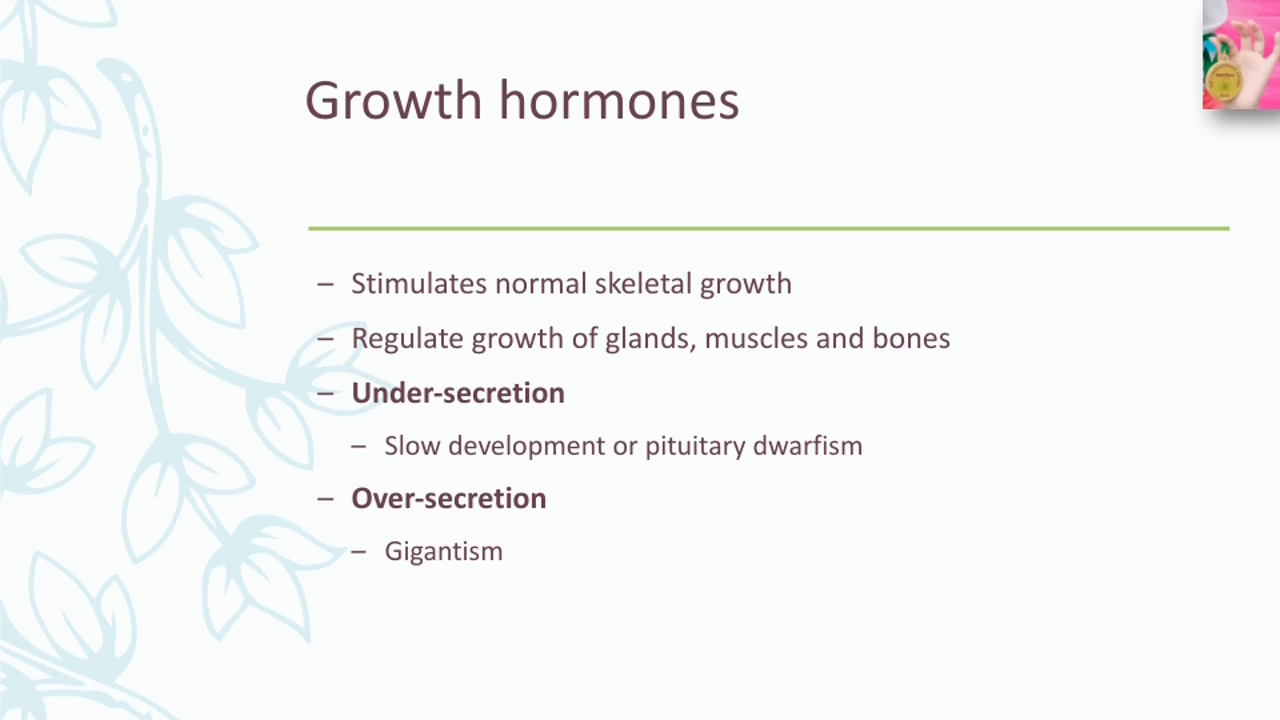 Growth hormones
– Stimulates normal skeletal growth
– Regulate growth of glands, muscles and bones
– Under-secretion
– Slow development or pituitary dwarfism
– Over-secretion
– Gigantism